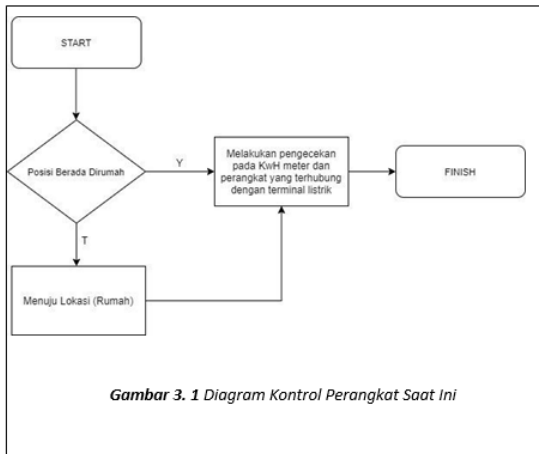 START
Posisi Berada Dirumah
Y
Melakukan pengecekan
pada KwH meter dan
perangkat yang terhubung
dengan terminal listrik
FINISH
T
Menuju Lokasi (Rumah)
Gambar 3. 1 Diagram Kontrol Perangkat Saat Ini